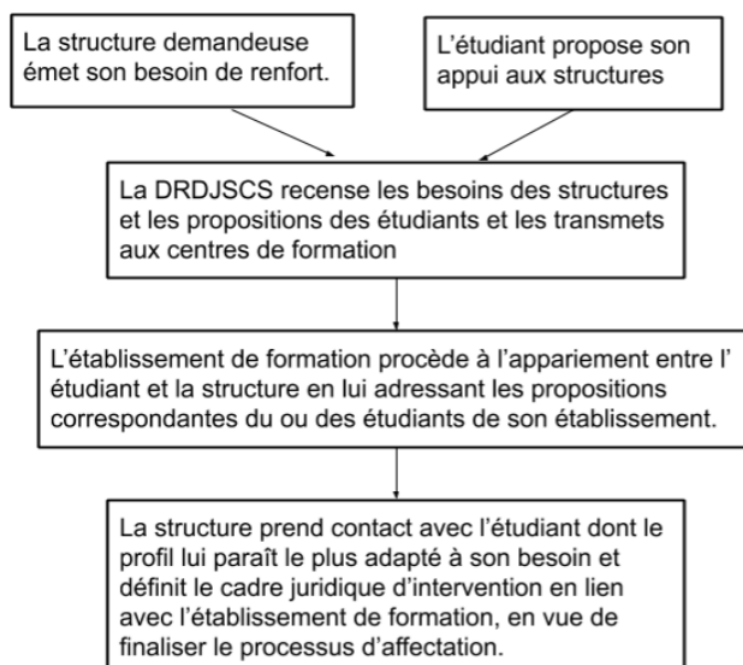 La structure demandeuse
émet son besoin de renfort.
L'étudiant propose son
appui aux structures
La DRDJSCS recense les besoins des structures
et les propositions des étudiants et les transmets
aux centres de formation
L'établissement de formation procède à l'appariement entre l'
étudiant et la structure en lui adressant les propositions
correspondantes du ou des étudiants de son établissement.
La structure prend contact avec l'étudiant dont le
profil lui paraît le plus adapté à son besoin et
définit le cadre juridique d'intervention en lien
avec l'établissement de formation, en vue de
finaliser le processus d'affectation.